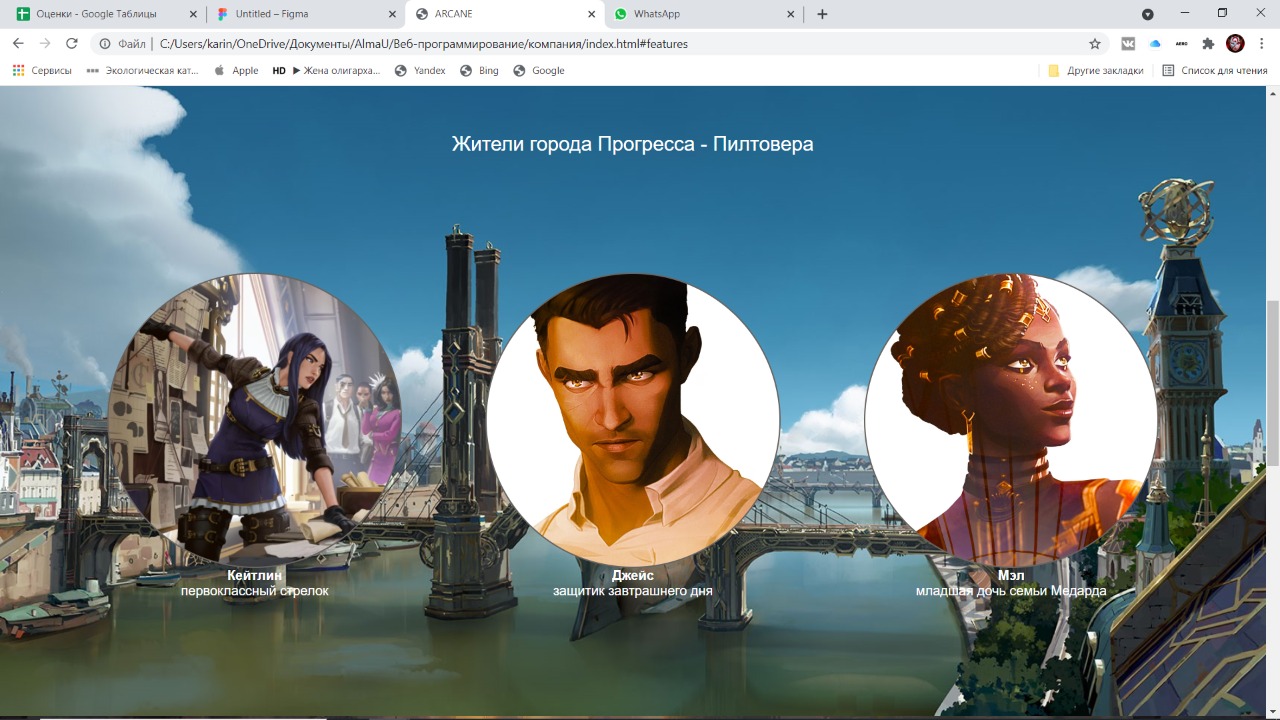 Оценки - Google Таблицы
Untitled – Figma
ARCANE
WhatsApp
Файл
C:/Users/karin/OneDrive/Документы/AlmaU/Веб-программирование/компания/index.html#features
AERO
Сервисы
Экологическая кат...
Apple
HD ▶ Жена олигарха...
Yandex
Bing
Google
Другие закладки
Список для чтения
Жители города Прогресса - Пилтовера
Кейтлин
первоклассный стрелок
Джейс
защитик завтрашнего дня
Мэл
младшая дочь семьи Медарда